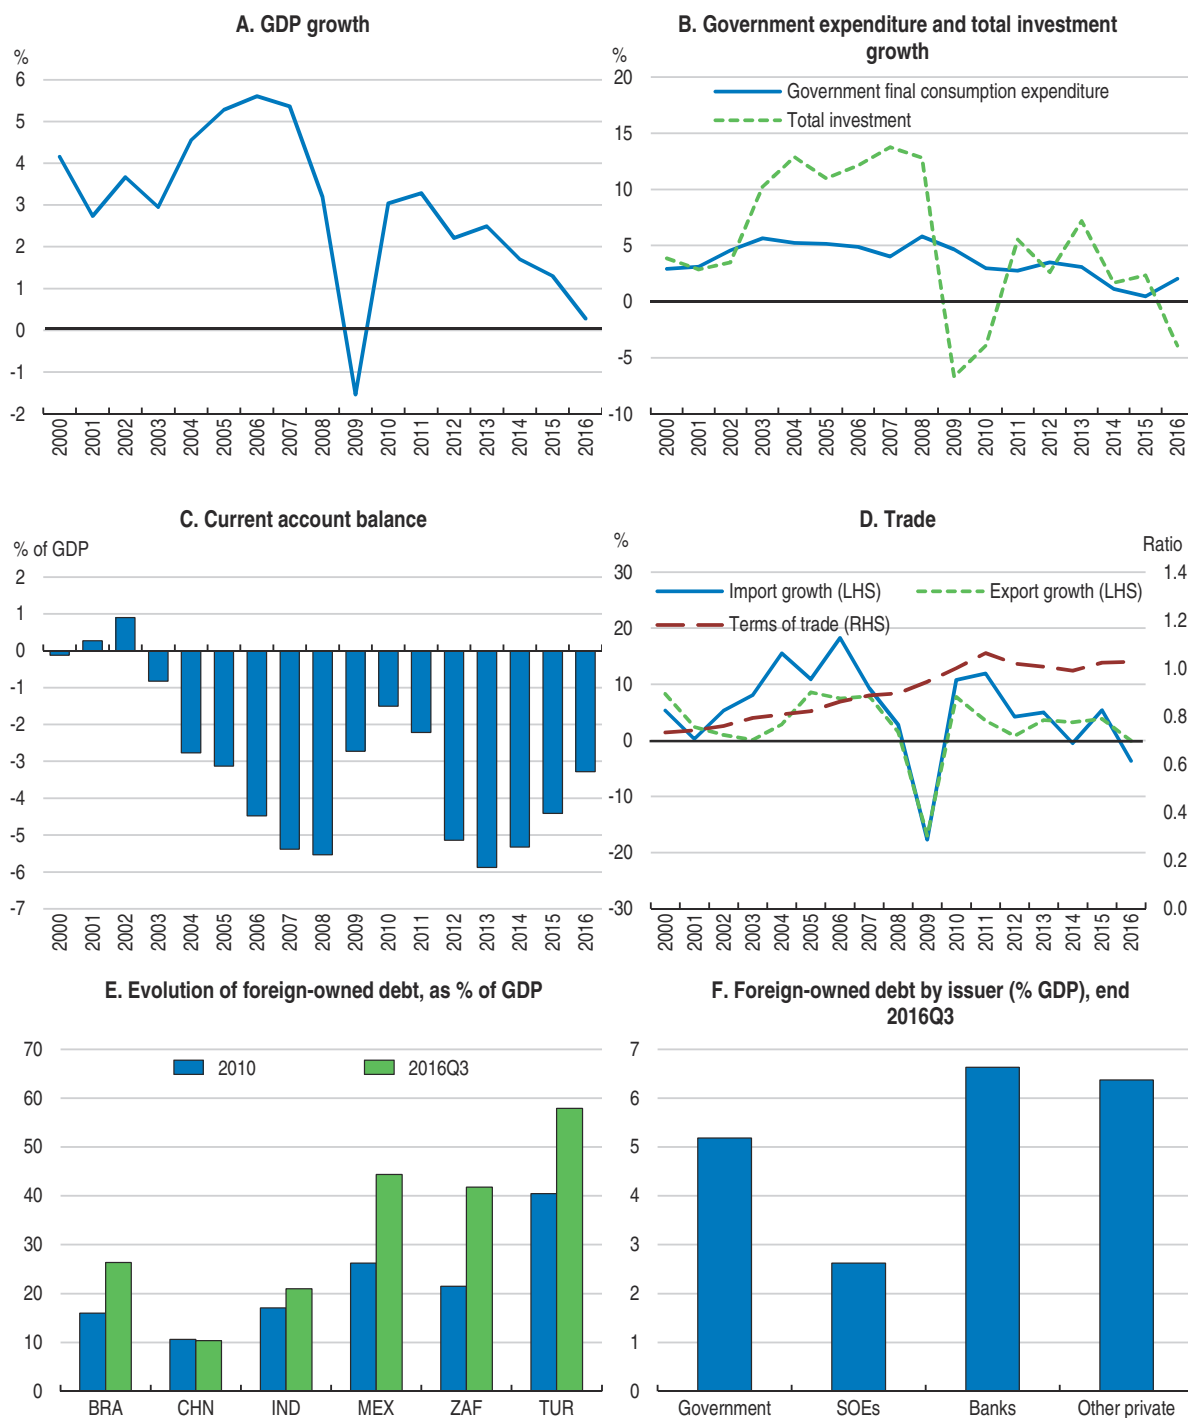 A. GDP growth
%
6
5
4
3
2
1
0
-1
-2
2000 2001 2002 2003 2004 2005 2006 2007 2008 2009 2010 2011 2012 2013 2014 2015 2016
B. Government expenditure and total investment
growth
%
20
15
10
5
0
-5
-10
Government final consumption expenditure
Total investment
2000 2001 2002 2003 2004 2005 2006 2007 2008 2009 2010 2011 2012 2013 2014 2015 2016
C. Current account balance
% of GDP
2
1
0
-1
-2
-3
-4
-5
-6
-7
2000 2001 2002 2003 2004 2005 2006 2007 2008 2009 2010 2011 2012 2013 2014 2015 2016
D. Trade
%
Ratio
30
20
10
0
-10
-20
-30
Import growth (LHS)
Export growth (LHS)
Terms of trade (RHS)
1.4
1.2
1.0
0.8
0.6
0.4
0.2
0.0
2000 2001 2002 2003 2004 2005 2006 2007 2008 2009 2010 2011 2012 2013 2014 2015 2016
E. Evolution of foreign-owned debt, as % of GDP
70
60
50
40
30
20
10
0
2010
2016Q3
BRA CHN IND MEX ZAF TUR
F. Foreign-owned debt by issuer (% GDP), end
2016Q3
7
6
5
4
3
2
1
0
Government SOEs Banks Other private